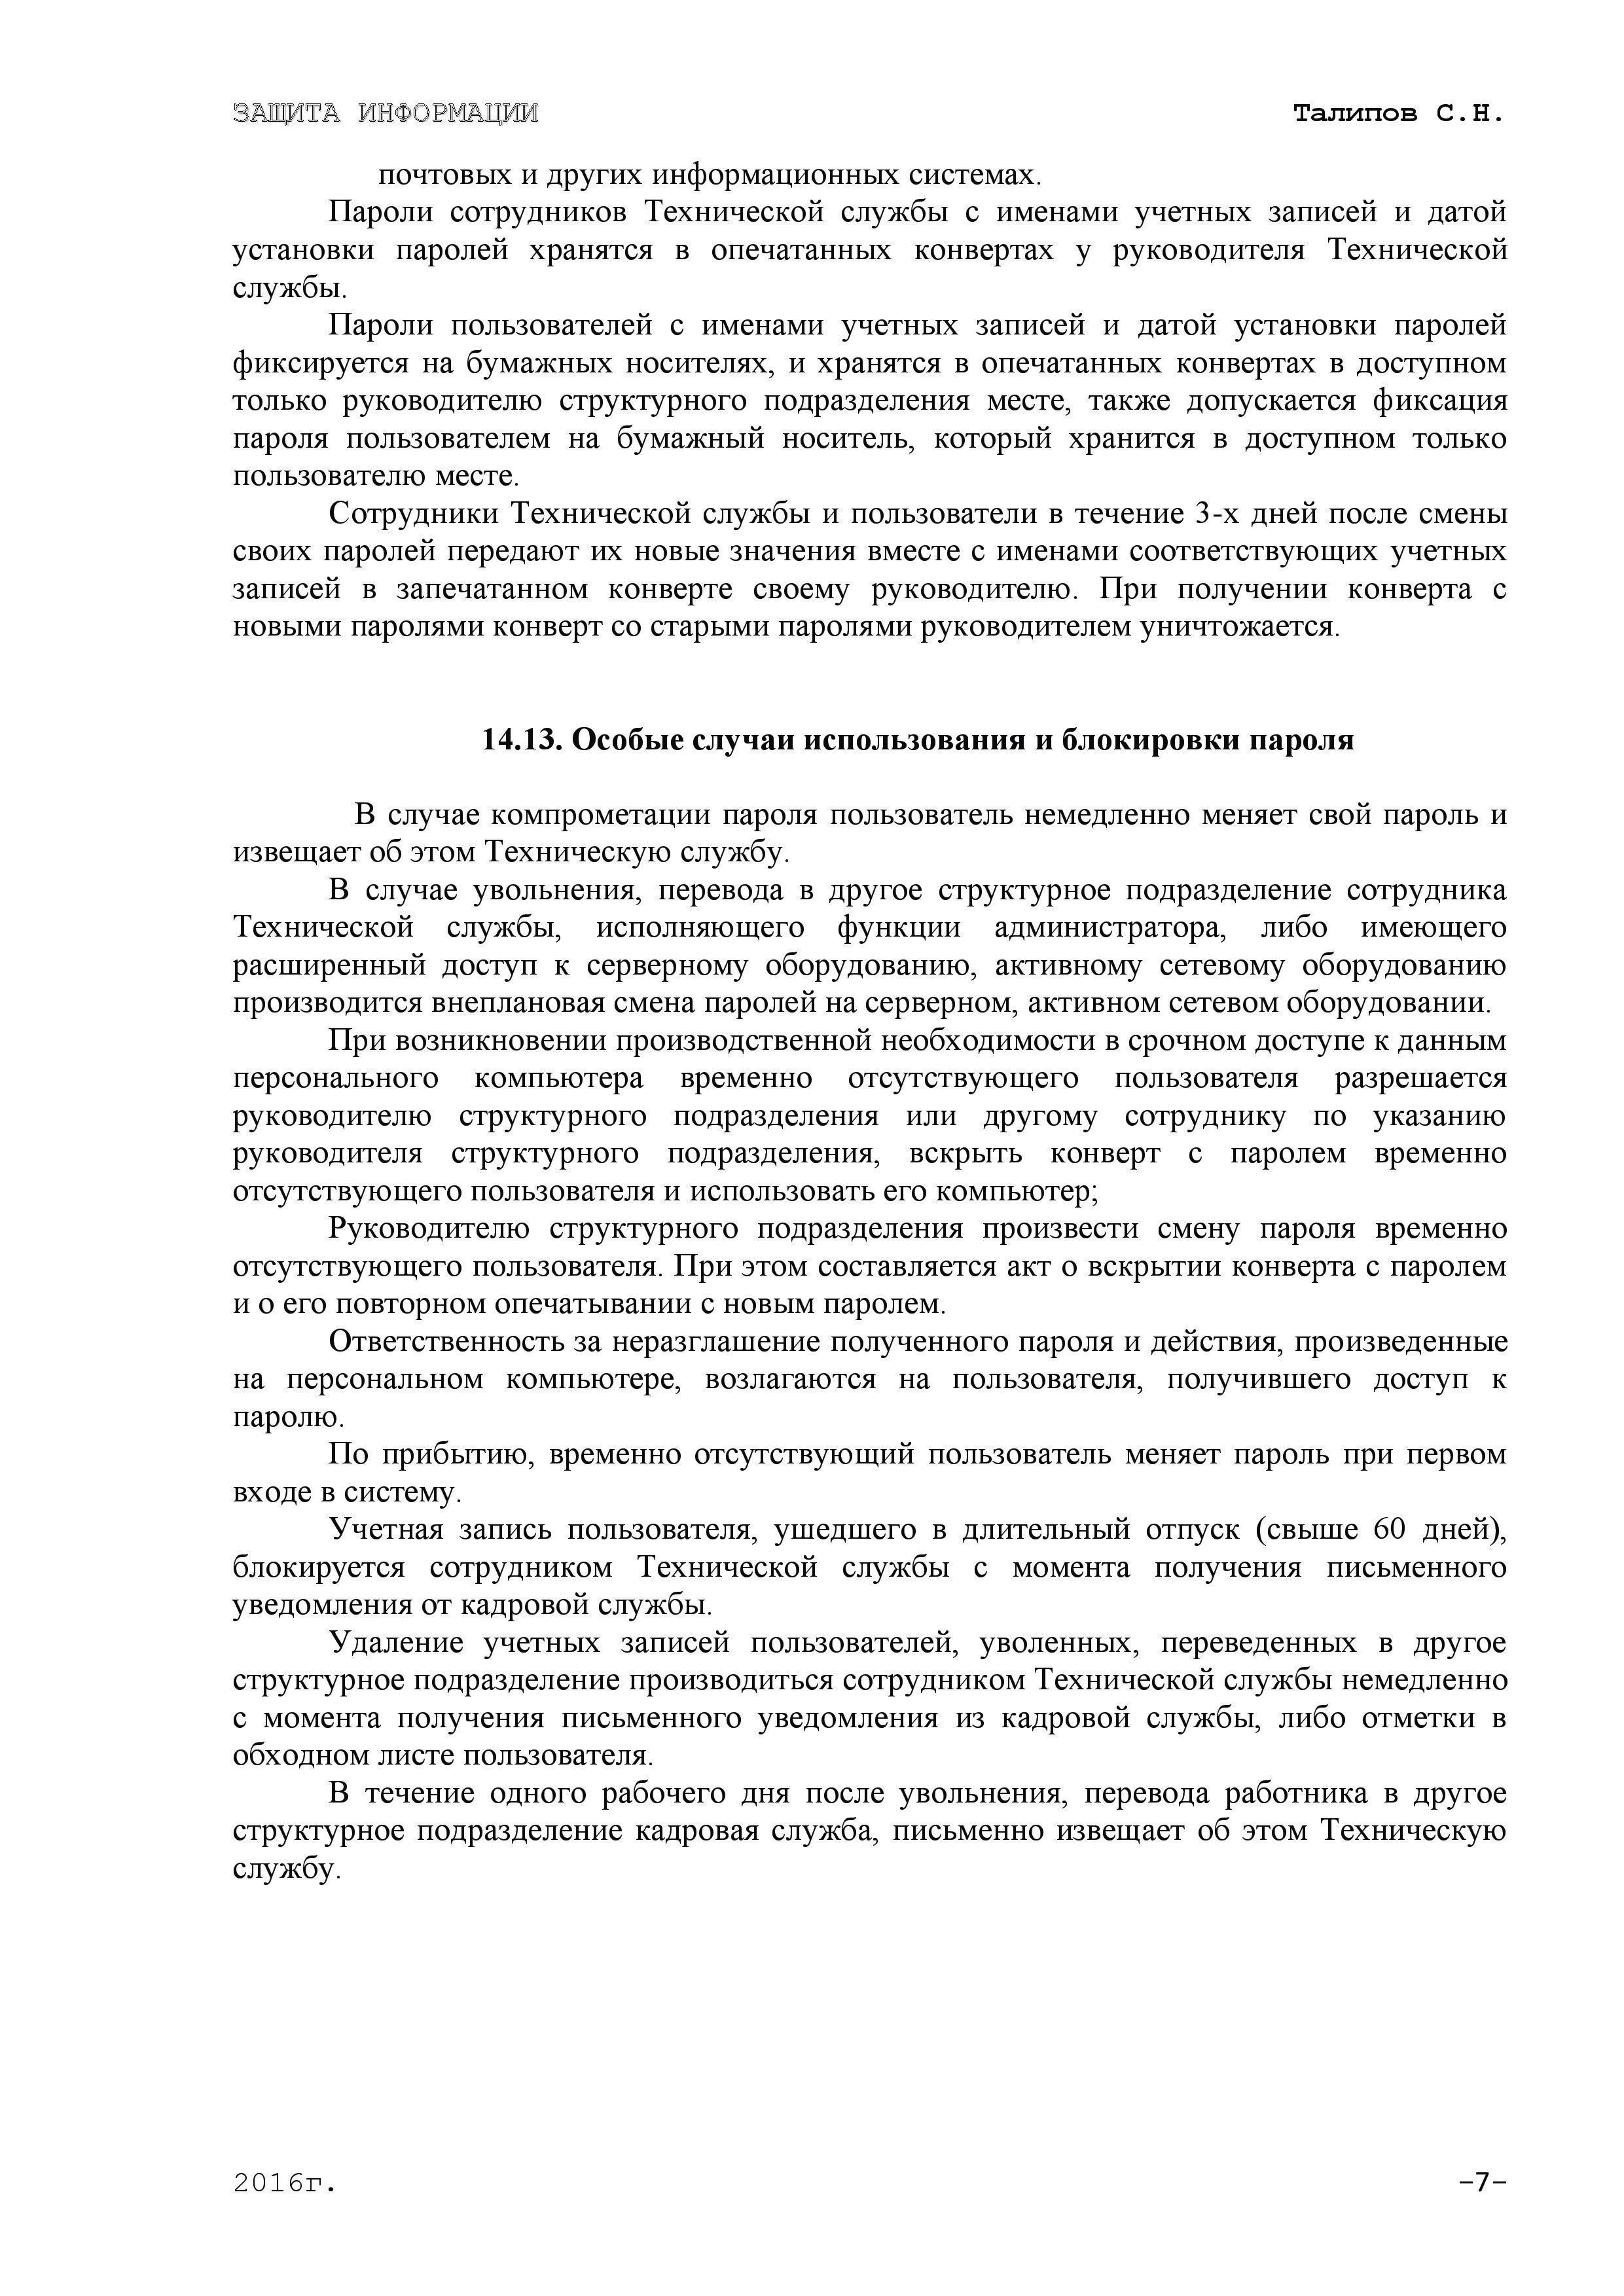 ЗАЩИТА ИНФОРМАЦИИ Талипов С.Н.
почтовых и других информационных системах.
Пароли сотрудников Технической службы с именами учетных записей и датой
установки паролей хранятся в опечатанных конвертах у руководителя Технической
службы.
Пароли пользователей с именами учетных записей и датой установки паролей
фиксируется на бумажных носителях, и хранятся в опечатанных конвертах в доступном
только руководителю структурного подразделения месте, также допускается фиксация
пароля пользователем на бумажный носитель, который хранится в доступном только
пользователю месте.
Сотрудники Технической службы и пользователи в течение 3-х дней после смены
своих паролей передают их новые значения вместе с именами соответствующих учетных
записей в запечатанном конверте своему руководителю. При получении конверта с
новыми паролями конверт со старыми паролями руководителем уничтожается.
14.13. Особые случаи использования и блокировки пароля
В случае компрометации пароля пользователь немедленно меняет свой пароль и
извещает об этом Техническую службу.
В случае увольнения, перевода в другое структурное подразделение сотрудника
Технической службы, исполняющего функции администратора, либо имеющего
расширенный доступ к серверному оборудованию, активному сетевому оборудованию
производится внеплановая смена паролей на серверном, активном сетевом оборудовании.
При возникновении производственной необходимости в срочном доступе к данным
персонального компьютера временно отсутствующего пользователя разрешается
руководителю структурного подразделения или другому сотруднику по указанию
руководителя структурного подразделения, вскрыть конверт с паролем временно
отсутствующего пользователя и использовать его компьютер;
Руководителю структурного подразделения произвести смену пароля временно
отсутствующего пользователя. При этом составляется акт о вскрытии конверта с паролем
и о его повторном опечатывании с новым паролем.
Ответственность за неразглашение полученного пароля и действия, произведенные
на персональном компьютере, возлагаются на пользователя, получившего доступ к
паролю.
По прибытию, временно отсутствующий пользователь меняет пароль при первом
входе в систему.
Учетная запись пользователя, ушедшего в длительный отпуск (свыше 60 дней),
блокируется сотрудником Технической службы с момента получения письменного
уведомления от кадровой службы.
Удаление учетных записей пользователей, уволенных, переведенных в другое
структурное подразделение производиться сотрудником Технической службы немедленно
с момента получения письменного уведомления из кадровой службы, либо отметки в
обходном листе пользователя.
В течение одного рабочего дня после увольнения, перевода работника в другое
структурное подразделение кадровая служба, письменно извещает об этом Техническую
службу.
2016г. -7-